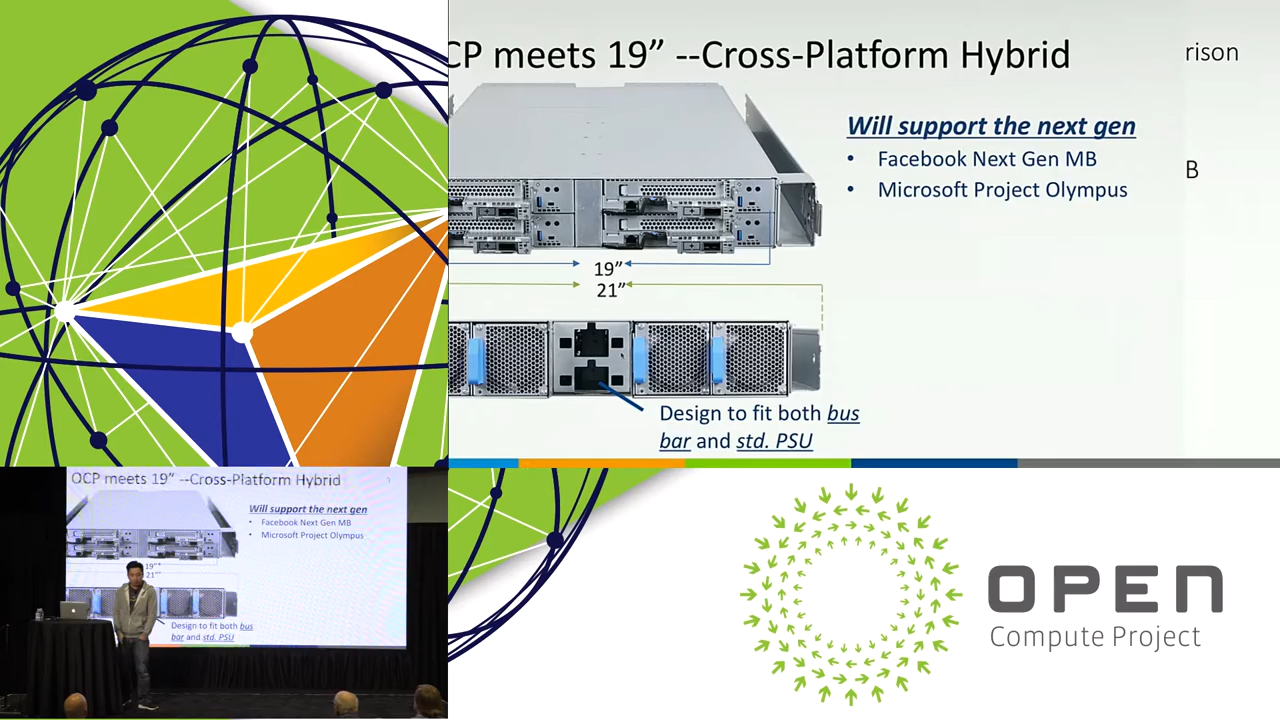 CP meets 19” --Cross-Platform Hybrid
rison
Will support the next gen
• Facebook Next Gen MB
• Microsoft Project Olympus
B
19”
21”
Design to fit both bus
bar and std. PSU
OCP meets 19” --Cross-Platform Hybrid
Will support the next gen
• Facebook Next Gen MB
• Microsoft Project Olympus
19”
21”
Design to fit both bus
bar and std. PSU
OPEN
Compute Project